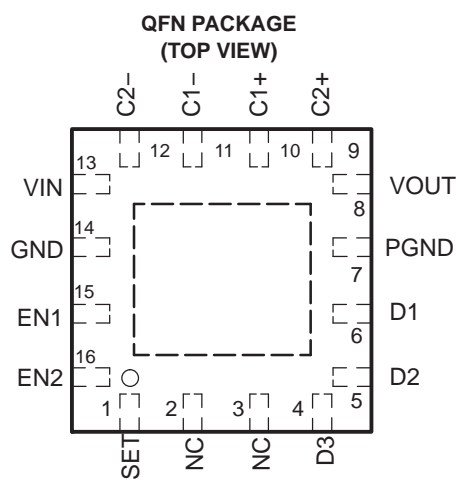 QFN PACKAGE
(TOP VIEW)
C2– C1– C1+ C2+
12 11 10 9
13
VIN
VOUT
8
14
GND
PGND
7
15
EN1
D1
6
16
EN2
D2
5
1 2 3 4
SET NC NC D3